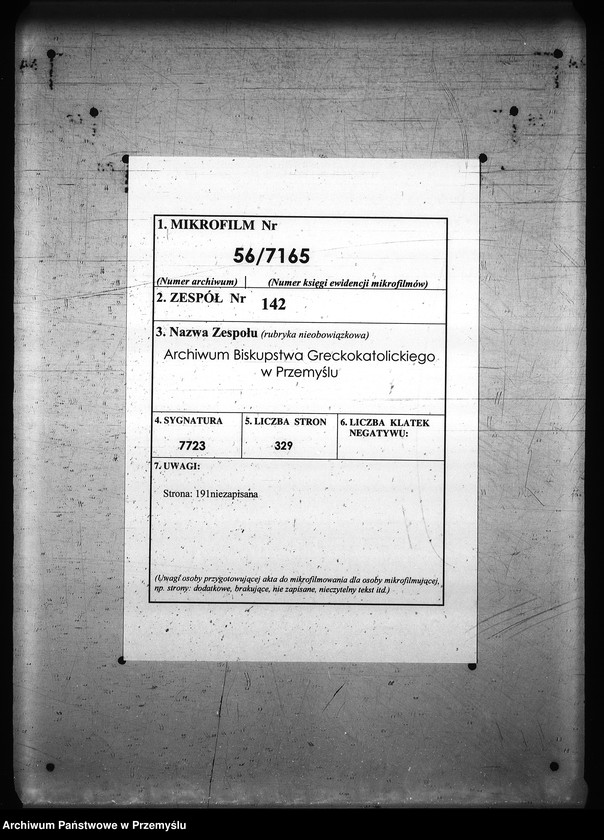 1. MIKROFILM Nr
56/7165
(Numer archiwum) | (Numer księgi ewidencji mikrofilmów)
2. ZESPÓŁ Nr 142
3. Nazwa Zespołu (rubryka nieobowiązkowa)
Archiwum Biskupstwa Greckokatolickiego
w Przemyślu
4. SYGNATURA
7723
5. LICZBA STRON
329
6. LICZBA KLATEK
NEGATYWU:
7. UWAGI:
Strona: 191niezapisana
(Uwagi osoby przygotowującej akta do mikrofilmowania dla osoby mikrofilmującej,
np. strony: dodatkowe, brakujące, nie zapisane, nieczytelny tekst itd.)
Archiwum Państwowe w Przemyślu